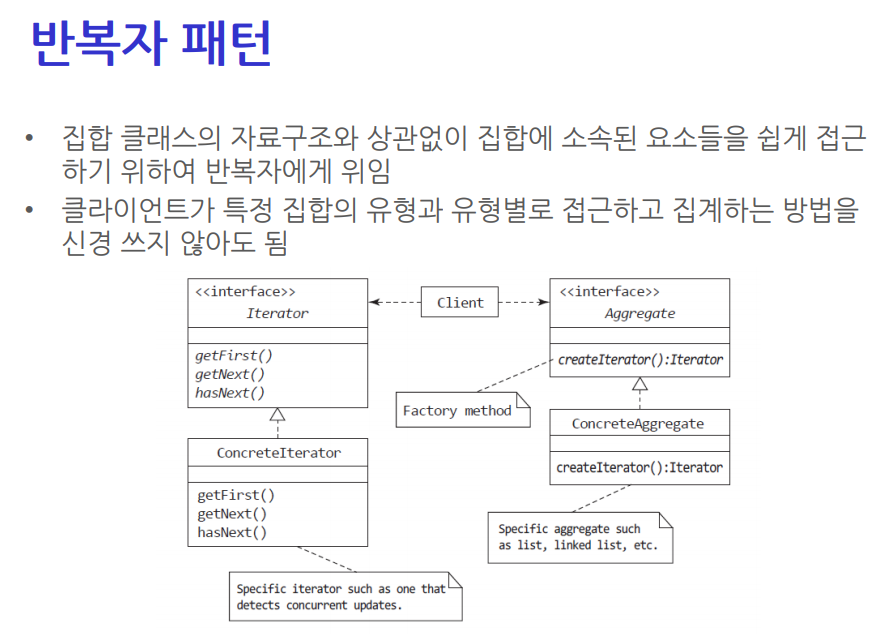 반복자 패턴
• 집합 클래스의 자료구조와 상관없이 집합에 소속된 요소들을 쉽게 접근
하기 위하여 반복자에게 위임
• 클라이언트가 특정 집합의 유형과 유형별로 접근하고 집계하는 방법을
신경 쓰지 않아도 됨
<<interface>>
Iterator
getFirst()
getNext()
hasNext()
Client
<<interface>>
Aggregate
createIterator():Iterator
Factory method
ConcreteIterator
getFirst()
getNext()
hasNext()
ConcreteAggregate
createIterator():Iterator
Specific aggregate such
as list, linked list, etc.
Specific iterator such as one that
detects concurrent updates.